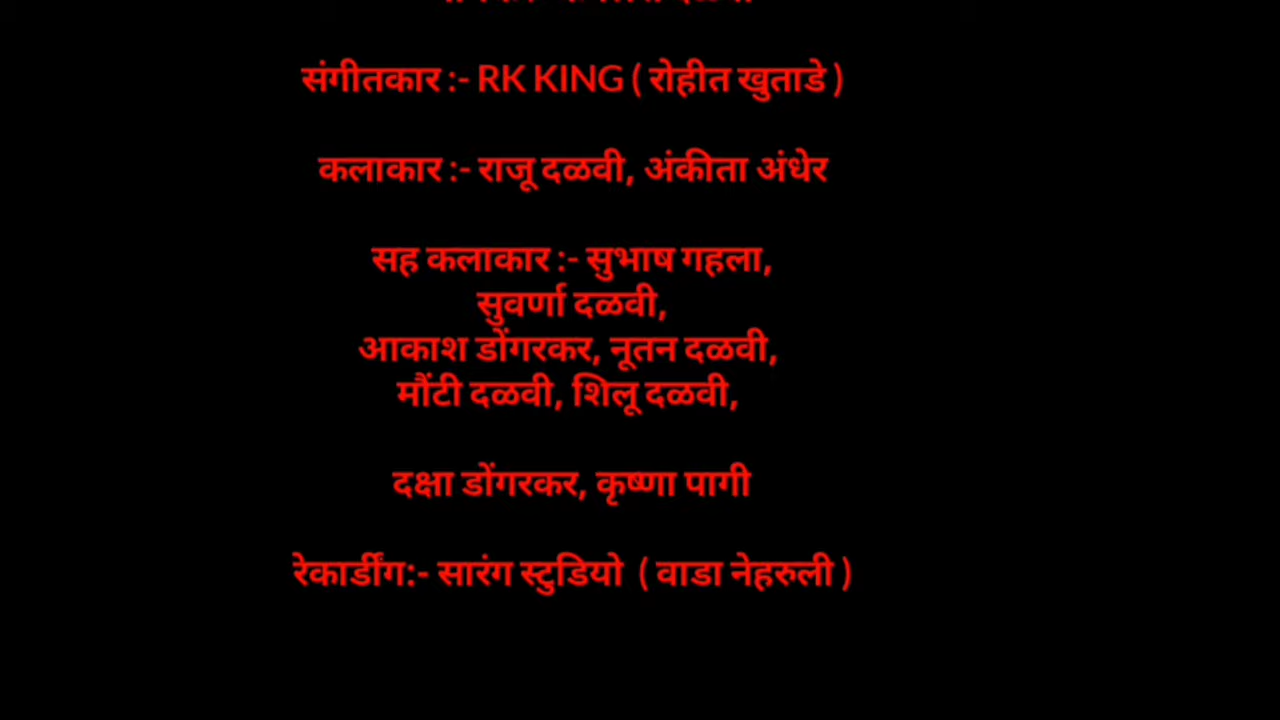 संगीतकार :- RK KING ( रोहीत खुताडे )
कलाकार :- राजू दळवी, अंकीता अंधेर
सह कलाकार :- सुभाष गहला,
सुवर्णा दळवी,
आकाश डोंगरकर, नूतन दळवी,
मौंटी दळवी, शिलू दळवी,
दक्षा डोंगरकर, कृष्णा पागी
रेकार्डींग:- सारंग स्टुडियो ( वाडा नेहरुली )